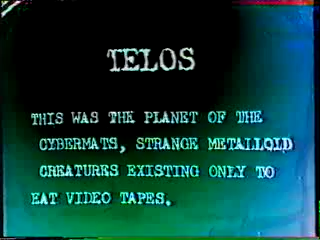 TELOS
THIS WAS THE PLANET OF THE
CYBERMATS, STRANGE METALLOID
CREATURES EXISTING ONLY TO
EAT VIDEO TAPES.